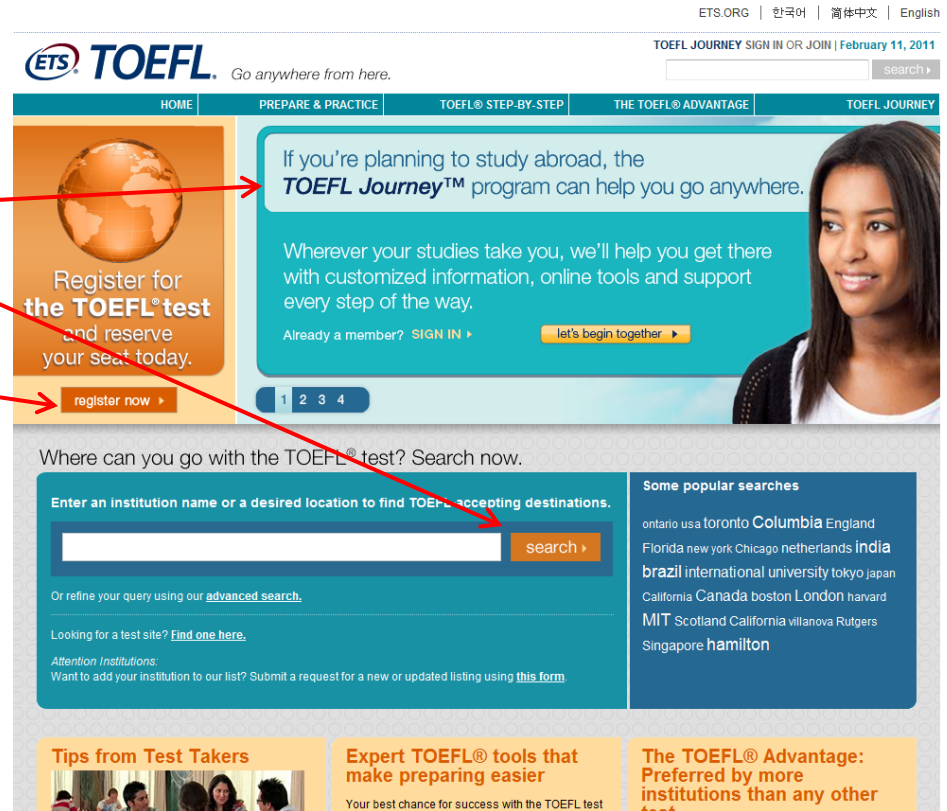 ETS.ORG | 한국어 | 简体中文 | English
TOEFL JOURNEY SIGN IN OR JOIN | February 11, 2011
ETS® TOEFL® Go anywhere from here.
search
HOME PREPARE & PRACTICE TOEFL® STEP-BY-STEP THE TOEFL® ADVANTAGE TOEFL JOURNEY
Register for
the TOEFL® test
and reserve
your seat today.
register now
If you're planning to study abroad, the
TOEFL Journey™ program can help you go anywhere.
Wherever your studies take you, we'll help you get there
with customized information, online tools and support
every step of the way.
Already a member? SIGN IN let's begin together
1 2 3 4
Where can you go with the TOEFL® test? Search now.
Enter an institution name or a desired location to find TOEFL accepting destinations.
search
Or refine your query using our advanced search.
Looking for a test site? Find one here.
Attention Institutions:
Want to add your institution to our list? Submit a request for a new or updated listing using this form.
Some popular searches
ontario usa toronto Columbia England
Florida new york Chicago netherlands india
brazil international university tokyo japan
California Canada boston London harvard
MIT Scotland California villanova Rutgers
Singapore hamilton
Tips from Test Takers
Expert TOEFL® tools that
make preparing easier
Your best chance for success with the TOEFL test
The TOEFL® Advantage:
Preferred by more
institutions than any other
test